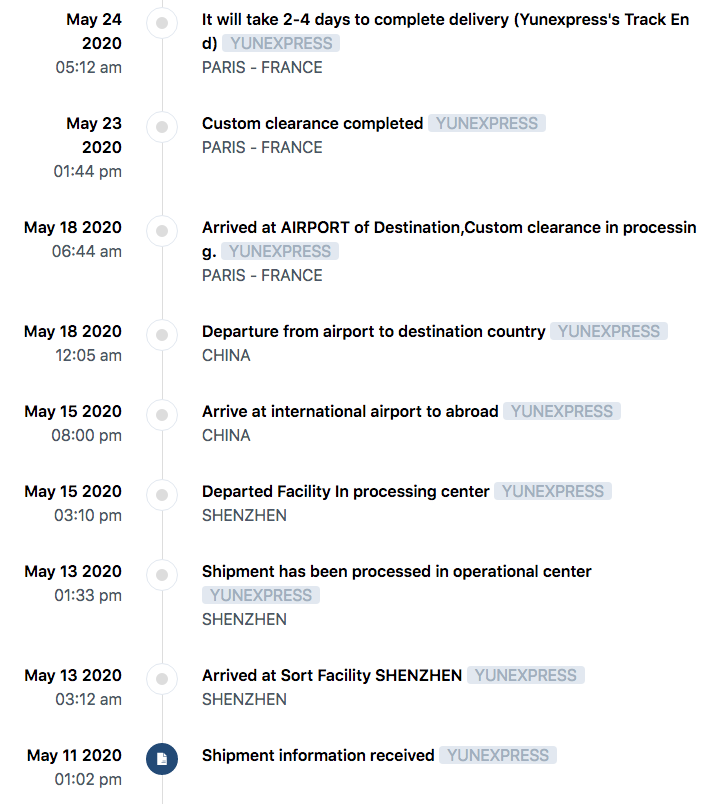 May 24 It will take 2-4 days to complete delivery (Yunexpress's Track En
2020 d) YUNEXPRESS
05:12 am PARIS - FRANCE
May 23 Custom clearance completed YUNEXPRESS
2020 PARIS - FRANCE
01:44 pm
May 18 2020 Arrived at AIRPORT of Destination,Custom clearance in processin
06:44 am g. YUNEXPRESS
PARIS - FRANCE
May 18 2020 Departure from airport to destination country YUNEXPRESS
12:05 am CHINA
May 15 2020 Arrive at international airport to abroad YUNEXPRESS
08:00 pm CHINA
May 15 2020 Departed Facility In processing center YUNEXPRESS
03:10 pm SHENZHEN
May 13 2020 Shipment has been processed in operational center
01:33 pm YUNEXPRESS
SHENZHEN
May 13 2020 Arrived at Sort Facility SHENZHEN YUNEXPRESS
03:12 am SHENZHEN
May 11 2020 Shipment information received YUNEXPRESS
01:02 pm